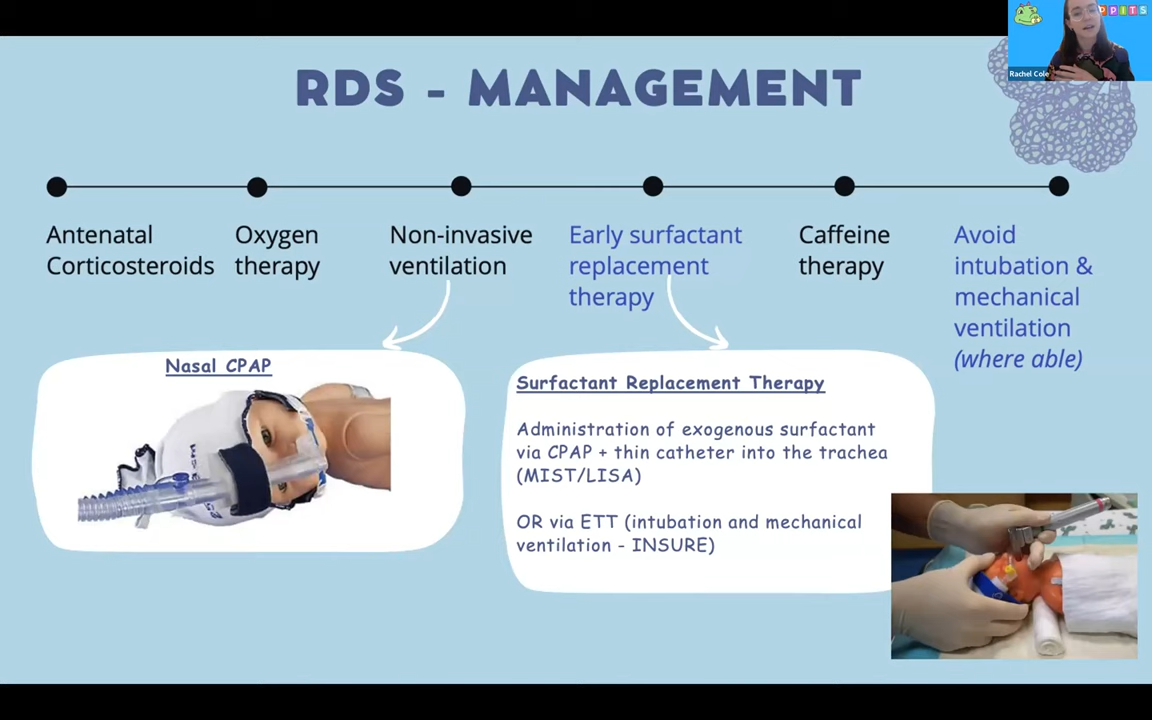 PPITS
Rachel Cole
RDS - MANAGEMENT
Antenatal
Corticosteroids
Oxygen
therapy
Non-invasive
ventilation
Early surfactant
replacement
therapy
Caffeine
therapy
Avoid
intubation &
mechanical
ventilation
(where able)
Nasal CPAP
Surfactant Replacement Therapy
Administration of exogenous surfactant
via CPAP + thin catheter into the trachea
(MIST/LISA)
OR via ETT (intubation and mechanical
ventilation - INSURE)